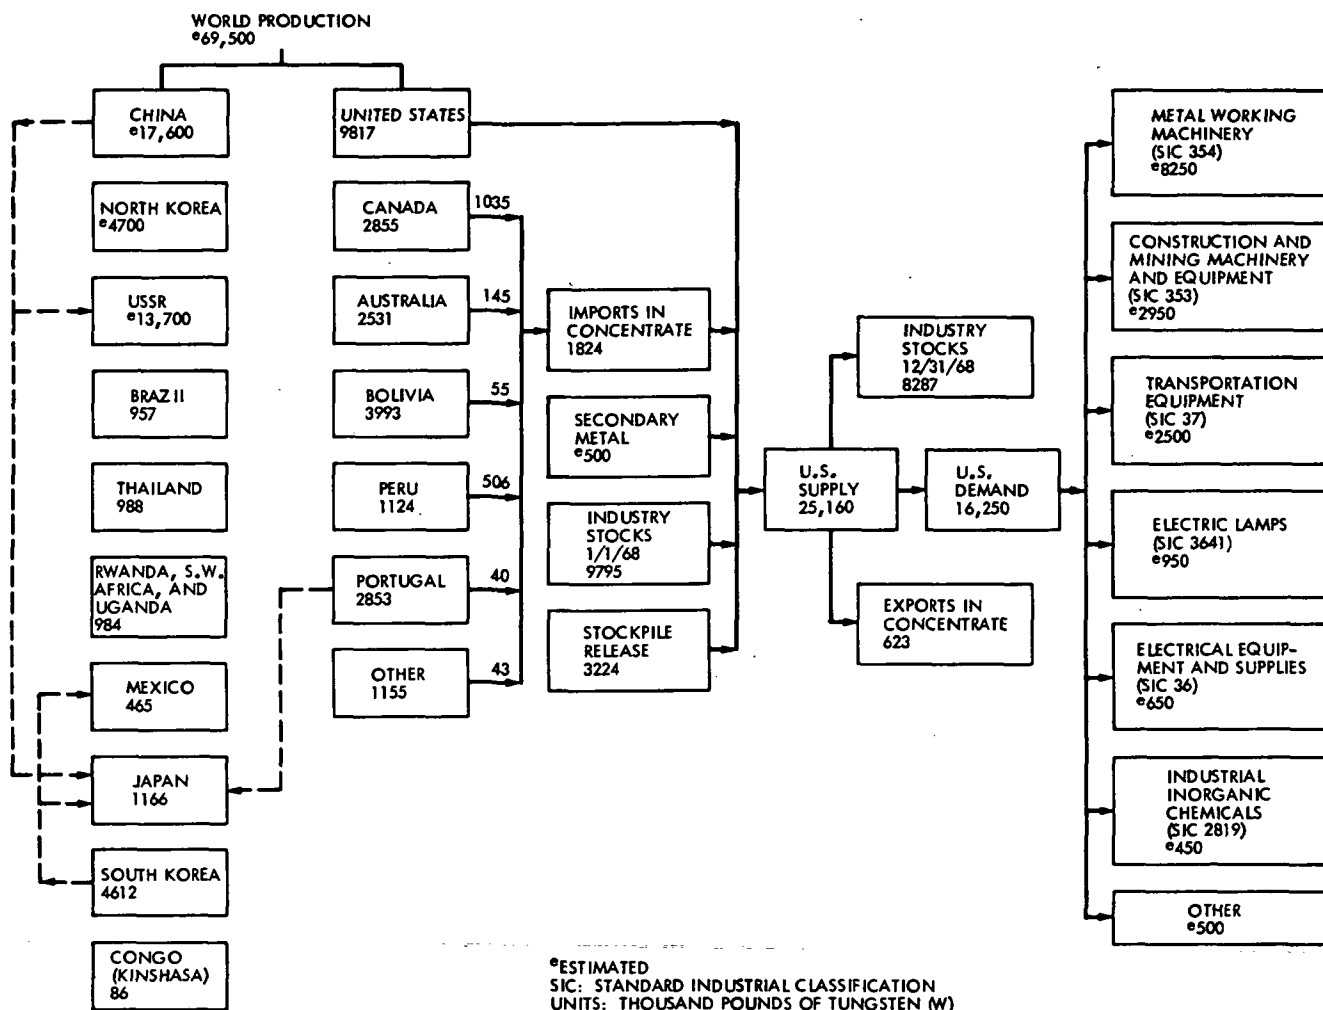 WORLD PRODUCTION
e69,500
CHINA
e17,600
NORTH KOREA
e4700
USSR
e13,700
BRAZIL
957
THAILAND
988
RWANDA, S.W.
AFRICA, AND
UGANDA
984
MEXICO
465
JAPAN
1166
SOUTH KOREA
4612
CONGO
(KINSHASA)
86
UNITED STATES
9817
CANADA
2855
1035
AUSTRALIA
2531
145
BOLIVIA
3993
55
PERU
1124
506
PORTUGAL
2853
40
OTHER
1155
43
IMPORTS IN
CONCENTRATE
1824
SECONDARY
METAL
e500
INDUSTRY
STOCKS
1/1/68
9795
STOCKPILE
RELEASE
3224
U.S.
SUPPLY
25,160
INDUSTRY
STOCKS
12/31/68
8287
EXPORTS IN
CONCENTRATE
623
U.S.
DEMAND
16,250
METAL WORKING
MACHINERY
(SIC 354)
e8250
CONSTRUCTION AND
MINING MACHINERY
AND EQUIPMENT
(SIC 353)
e2950
TRANSPORTATION
EQUIPMENT
(SIC 37)
e2500
ELECTRIC LAMPS
(SIC 3641)
e950
ELECTRICAL EQUIP-
MENT AND SUPPLIES
(SIC 36)
e650
INDUSTRIAL
INORGANIC
CHEMICALS
(SIC 2819)
e450
OTHER
e500
eESTIMATED
SIC: STANDARD INDUSTRIAL CLASSIFICATION
UNITS: THOUSAND POUNDS OF TUNGSTEN (W)